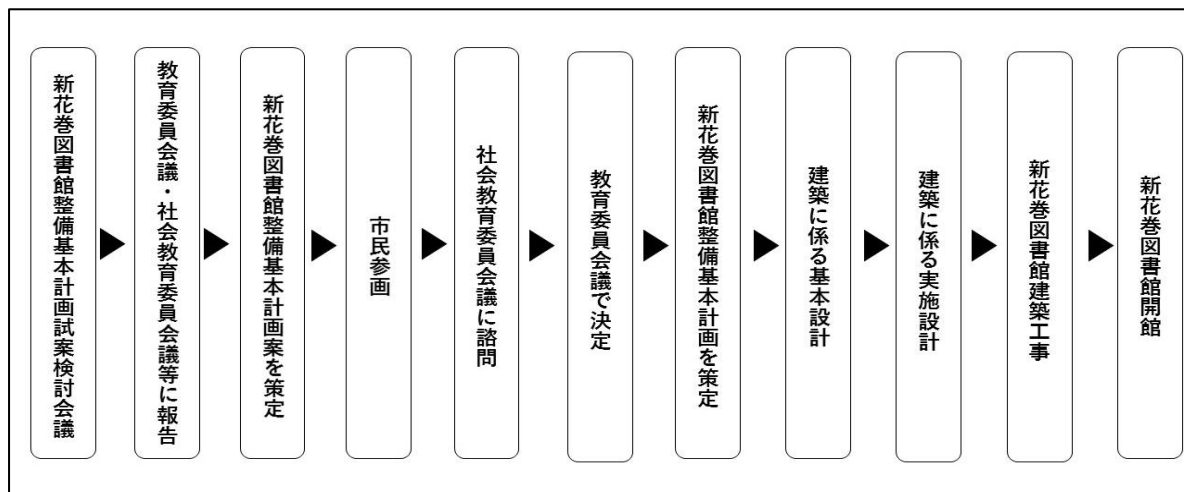 新花巻図書館整備基本計画試案検討会議
教育委員会議・社会教育委員会議等に報告
新花巻図書館整備基本計画案を策定
市民参画
社会教育委員会議に諮問
教育委員会議で決定
新花巻図書館整備基本計画を策定
建築に係る基本設計
建築に係る実施設計
新花巻図書館建築工事
新花巻図書館開館